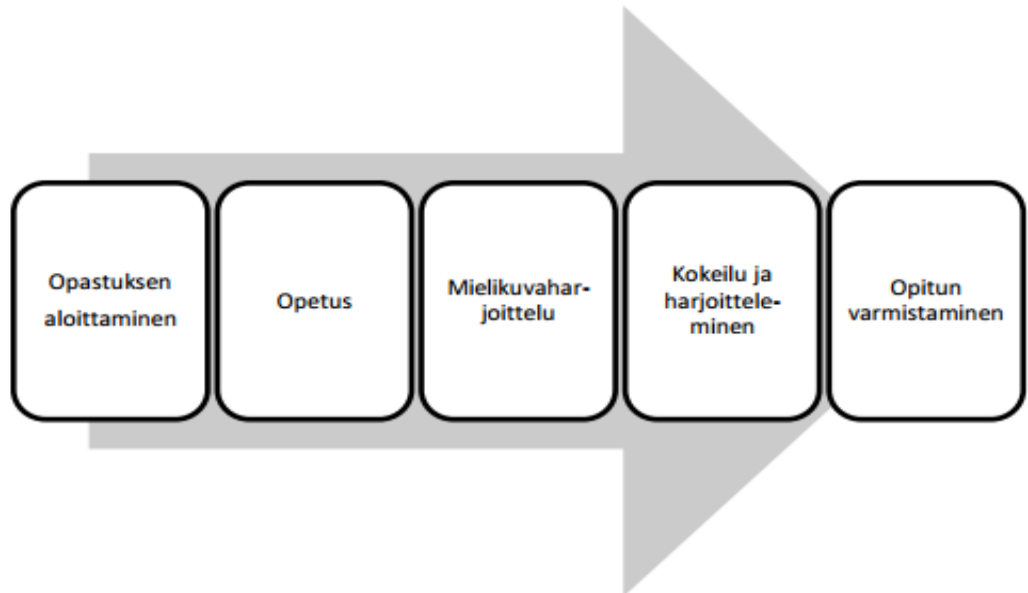 Opastuksen
aloittaminen
Opetus
Mielikuvahar-
joittelu
Kokeilu ja
harjoittele-
minen
Opitun
varmistaminen